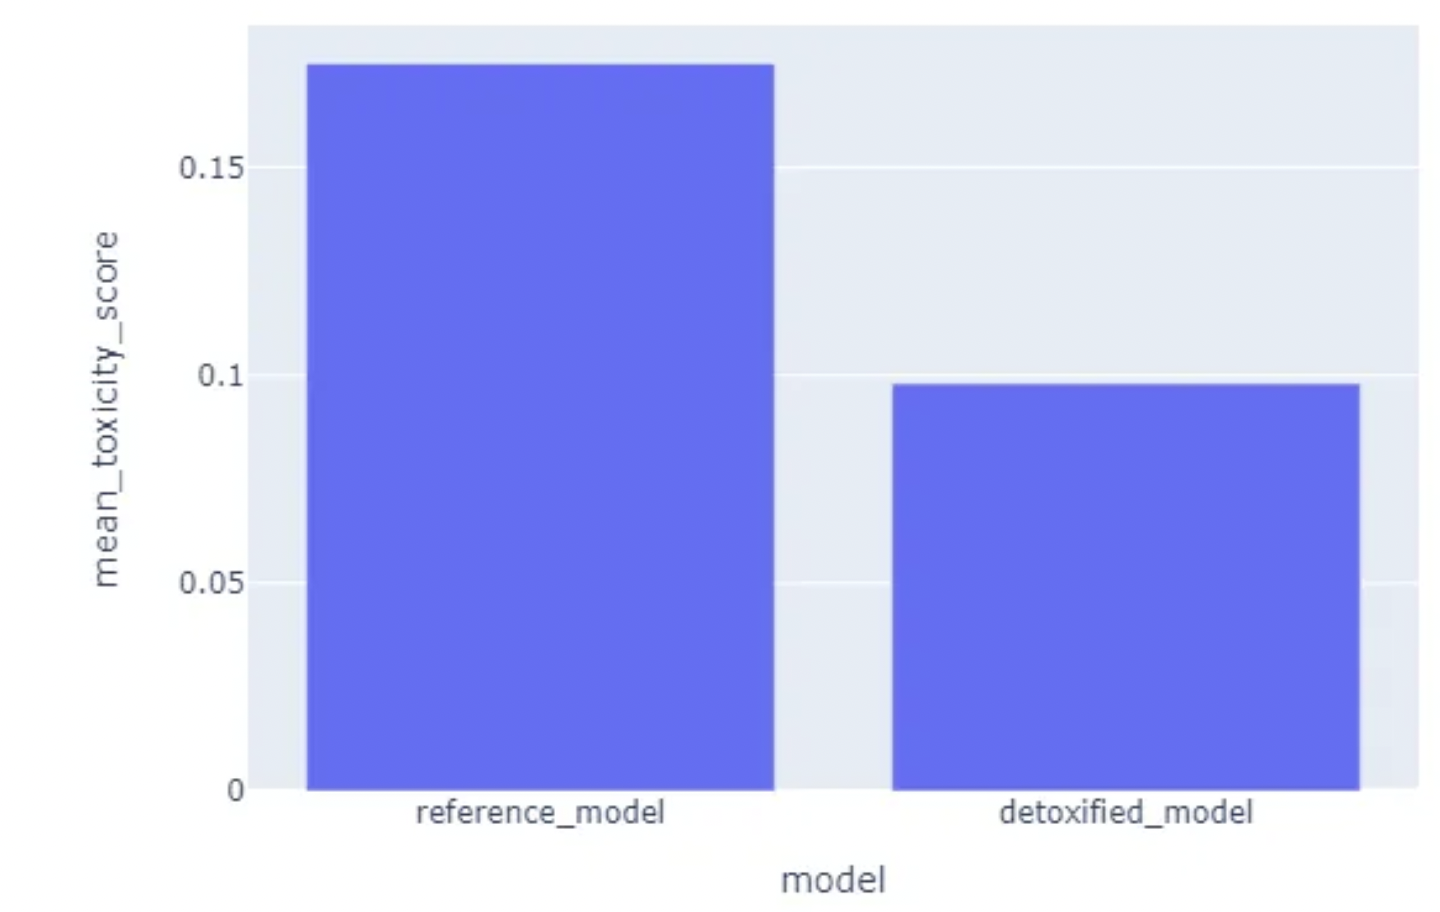 mean_toxicity_score
0.15
0.1
0.05
0
reference_model
detoxified_model
model